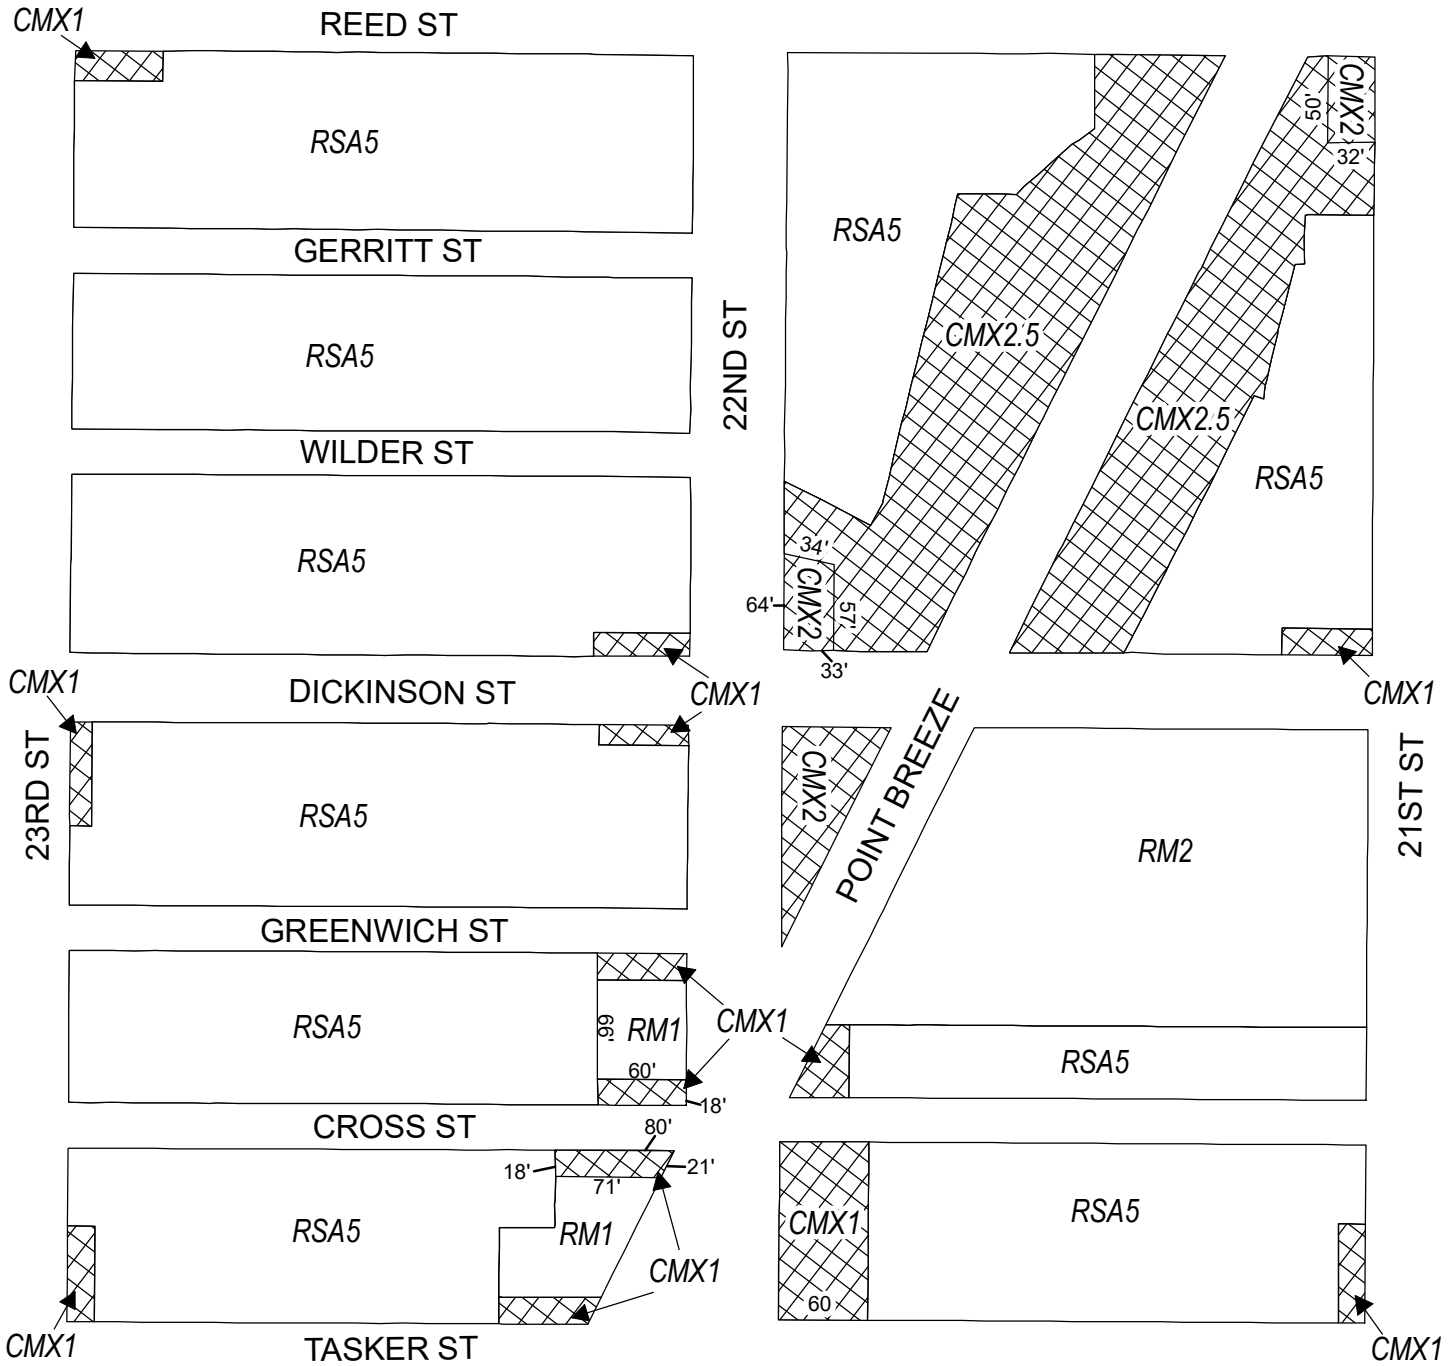 CMX1
REED ST
RSA5
CMX2
50'
32'
RSA5
GERRITT ST
22ND ST
CMX2.5
RSA5
CMX2.5
WILDER ST
RSA5
RSA5
34'
CMX2
64'
57'
33'
CMX1
DICKINSON ST
CMX1
CMX1
23RD ST
RSA5
CMX2
POINT BREEZE
RM2
21ST ST
GREENWICH ST
RSA5
66'
RM1
60'
18'
CMX1
RSA5
CROSS ST
80'
18'
71'
21'
RSA5
RM1
CMX1
CMX1
60
RSA5
CMX1
TASKER ST
CMX1